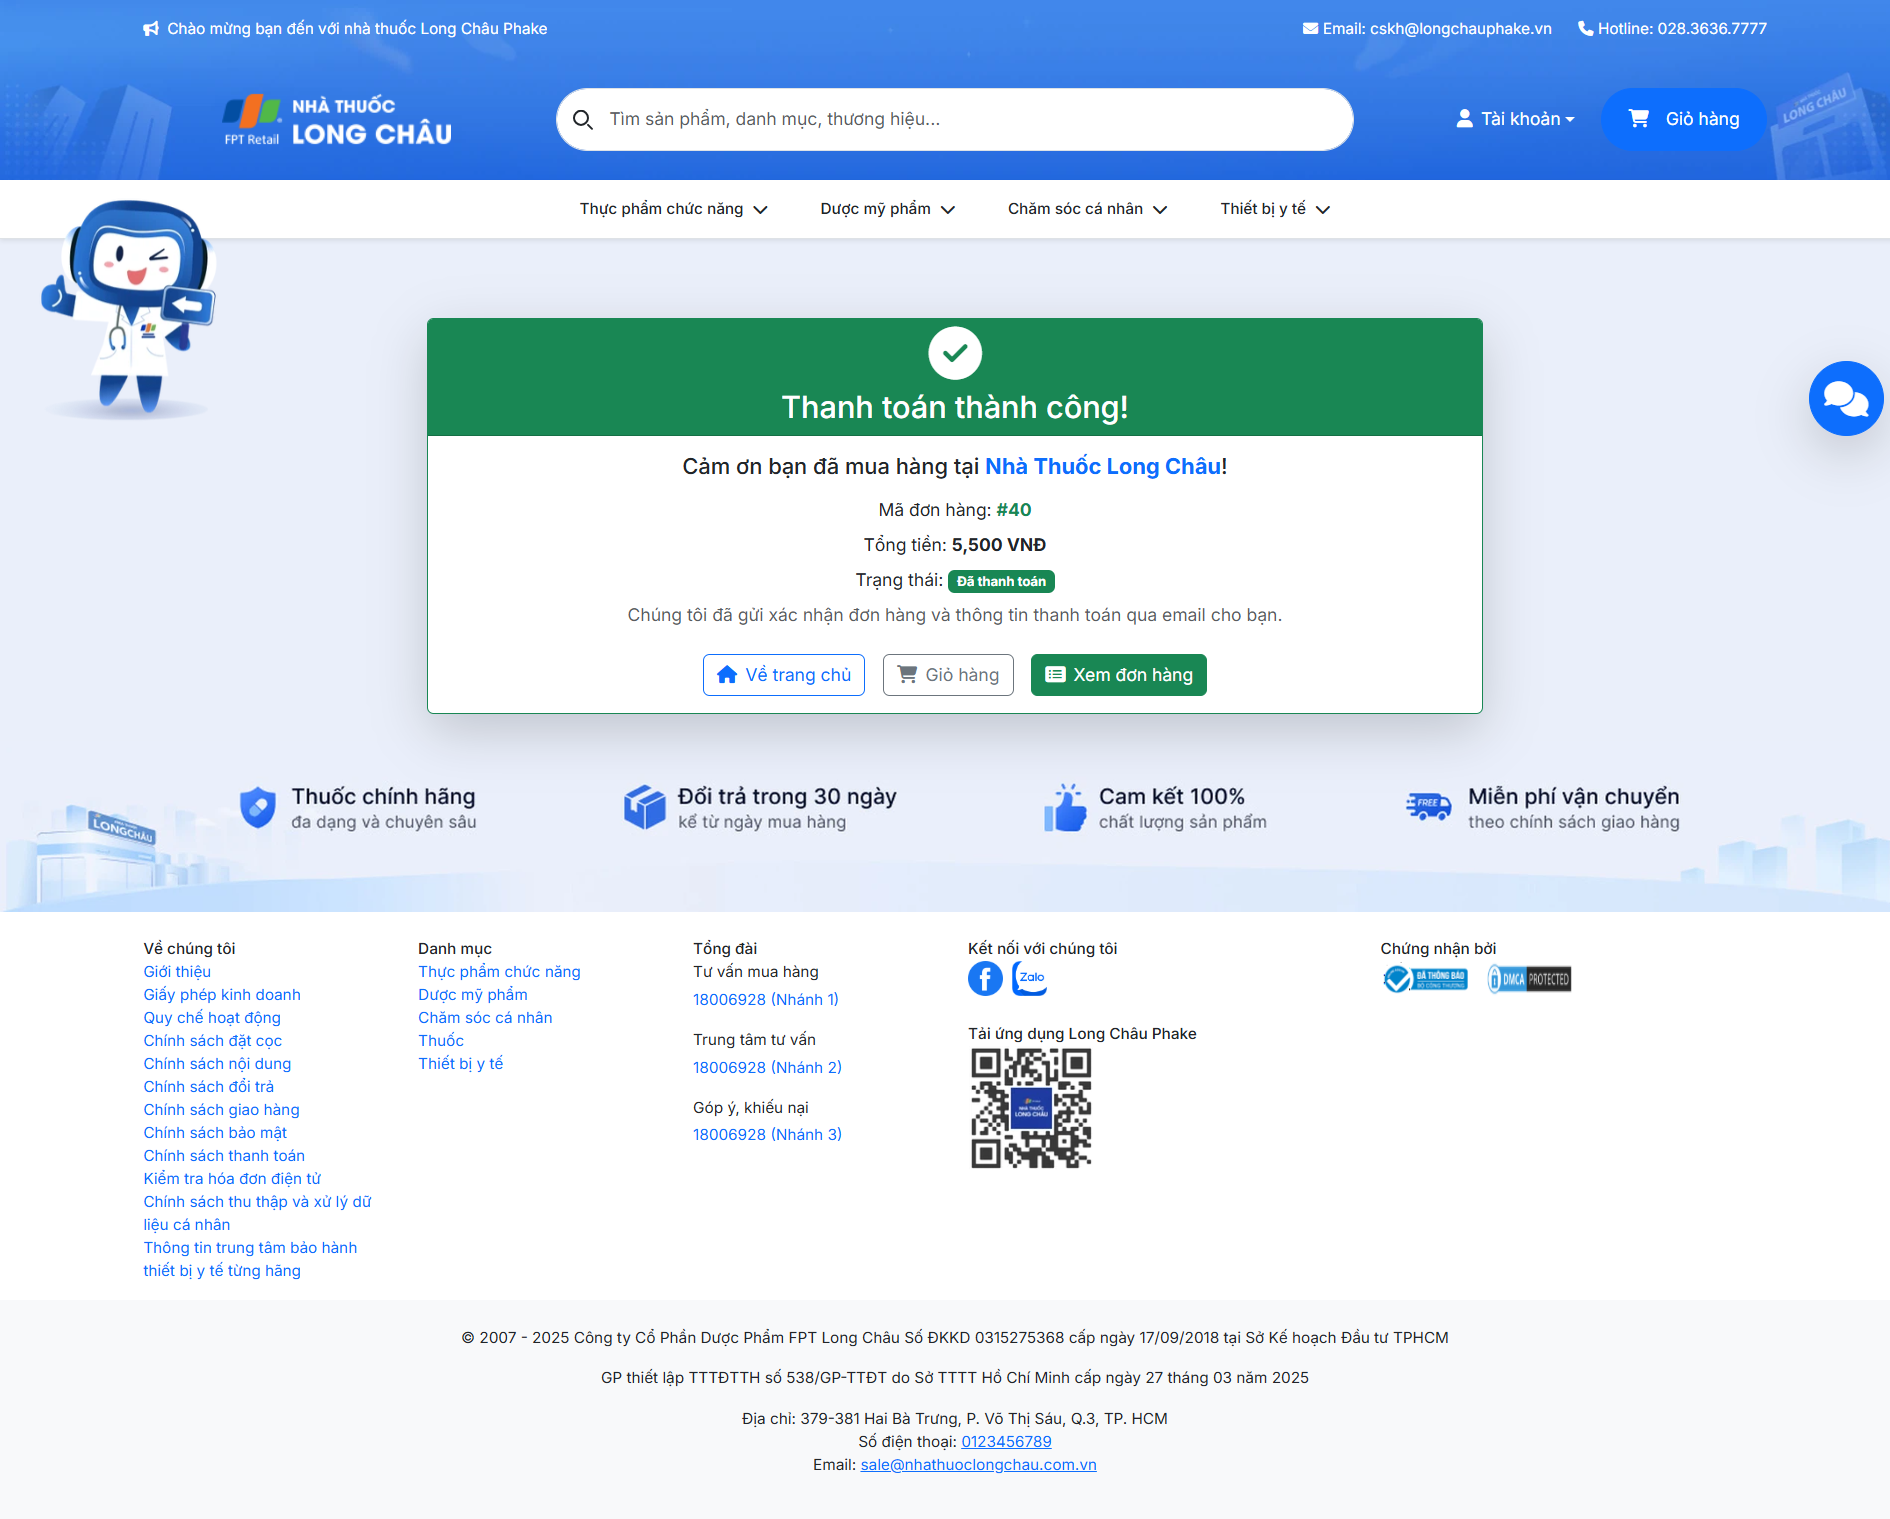 Chào mừng bạn đến với nhà thuốc Long Châu Phake
Email: cskh@longchauphake.vn
Hotline: 028.3636.7777
FPT Retail
NHÀ THUỐC
LONG CHÂU
Tìm sản phẩm, danh mục, thương hiệu...
Tài khoản
Giỏ hàng
LONG CHÂU
Thực phẩm chức năng
Dược mỹ phẩm
Chăm sóc cá nhân
Thiết bị y tế
Thanh toán thành công!
Cảm ơn bạn đã mua hàng tại Nhà Thuốc Long Châu!
Mã đơn hàng: #40
Tổng tiền: 5,500 VNĐ
Trạng thái: Đã thanh toán
Chúng tôi đã gửi xác nhận đơn hàng và thông tin thanh toán qua email cho bạn.
Về trang chủ
Giỏ hàng
Xem đơn hàng
LONGCHÂU
Thuốc chính hãng
đa dạng và chuyên sâu
Đổi trả trong 30 ngày
kể từ ngày mua hàng
Cam kết 100%
chất lượng sản phẩm
FREE
Miễn phí vận chuyển
theo chính sách giao hàng
Về chúng tôi
Giới thiệu
Giấy phép kinh doanh
Quy chế hoạt động
Chính sách đặt cọc
Chính sách nội dung
Chính sách đổi trả
Chính sách giao hàng
Chính sách bảo mật
Chính sách thanh toán
Kiểm tra hóa đơn điện tử
Chính sách thu thập và xử lý dữ
liệu cá nhân
Thông tin trung tâm bảo hành
thiết bị y tế từng hãng
Danh mục
Thực phẩm chức năng
Dược mỹ phẩm
Chăm sóc cá nhân
Thuốc
Thiết bị y tế
Tổng đài
Tư vấn mua hàng
18006928 (Nhánh 1)
Trung tâm tư vấn
18006928 (Nhánh 2)
Góp ý, khiếu nại
18006928 (Nhánh 3)
Kết nối với chúng tôi
Zalo
Tải ứng dụng Long Châu Phake
NHÀ THUỐC
LONG CHÂU
Chứng nhận bởi
ĐÃ THÔNG BÁO
BỘ CÔNG THƯƠNG
DMCA PROTECTED
© 2007 - 2025 Công ty Cổ Phần Dược Phẩm FPT Long Châu Số ĐKKD 0315275368 cấp ngày 17/09/2018 tại Sở Kế hoạch Đầu tư TPHCM
GP thiết lập TTTĐTTH số 538/GP-TTĐT do Sở TTTT Hồ Chí Minh cấp ngày 27 tháng 03 năm 2025
Địa chỉ: 379-381 Hai Bà Trưng, P. Võ Thị Sáu, Q.3, TP. HCM
Số điện thoại: 0123456789
Email: sale@nhathuoclongchau.com.vn